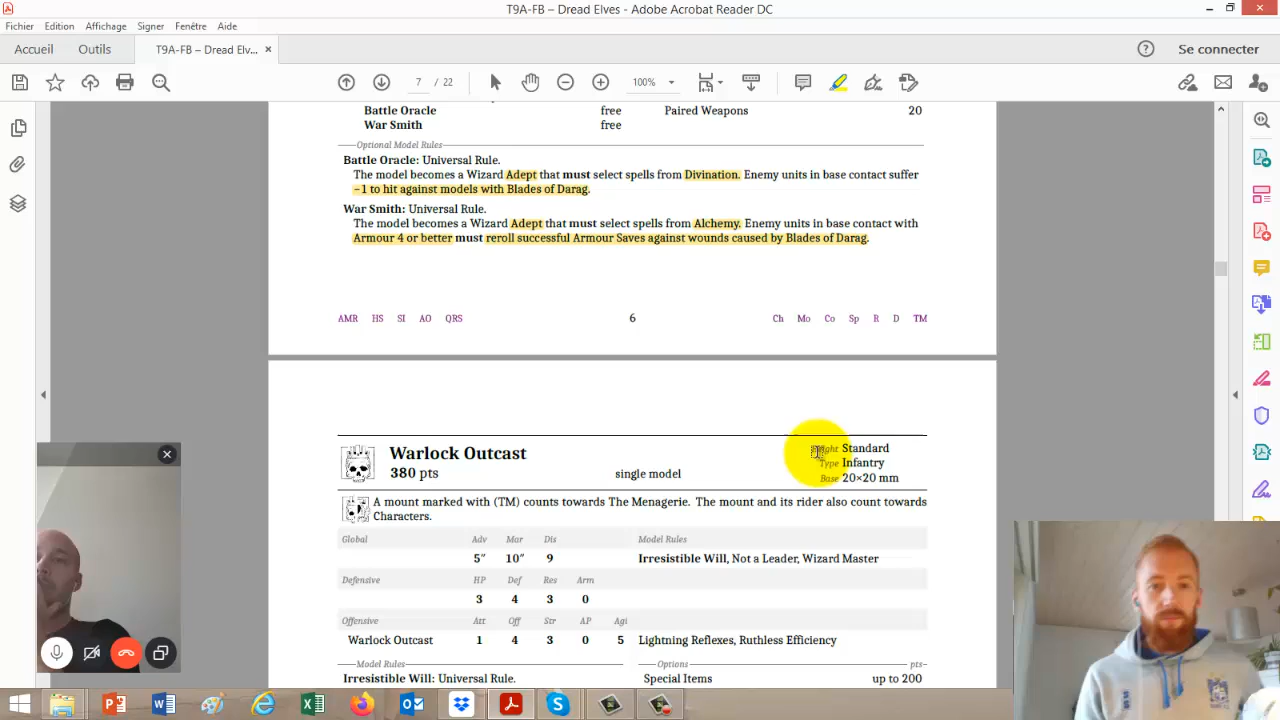 T9A-FB – Dread Elves - Adobe Acrobat Reader DC
Fichier Edition Affichage Signer Fenêtre Aide
Accueil Outils T9A-FB – Dread Elv... × Se connecter
7 / 22 100%
Battle Oracle free Paired Weapons 20
War Smith free
Optional Model Rules
Battle Oracle: Universal Rule.
The model becomes a Wizard Adept that must select spells from Divination. Enemy units in base contact suffer
−1 to hit against models with Blades of Darag.
War Smith: Universal Rule.
The model becomes a Wizard Adept that must select spells from Alchemy. Enemy units in base contact with
Armour 4 or better must reroll successful Armour Saves against wounds caused by Blades of Darag.
AMR HS SI AO QRS 6 Ch Mo Co Sp R D TM
Warlock Outcast Height Standard
380 pts single model Type Infantry
Base 20×20 mm
A mount marked with (TM) counts towards The Menagerie. The mount and its rider also count towards
Characters.
Global Adv Mar Dis Model Rules
5″ 10″ 9 Irresistible Will, Not a Leader, Wizard Master
Defensive HP Def Res Arm
3 4 3 0
Offensive Att Off Str AP Agi
Warlock Outcast 1 4 3 0 5 Lightning Reflexes, Ruthless Efficiency
Model Rules Options pts
Irresistible Will: Universal Rule. Special Items up to 200